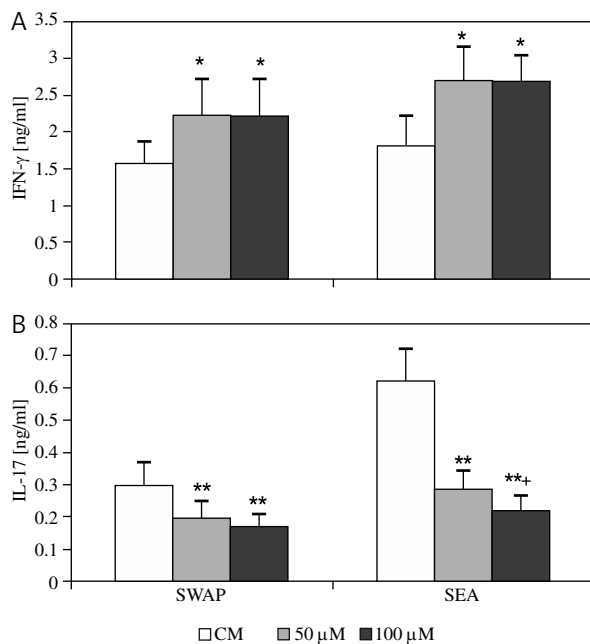 A
3.5
3
2.5
2
1.5
1
0.5
0
IFN-γ [ng/ml]
* * * *
B
0.8
0.7
0.6
0.5
0.4
0.3
0.2
0.1
0
IL-17 [ng/ml]
** ** ** **+
SWAP SEA
CM 50 μM 100 μM